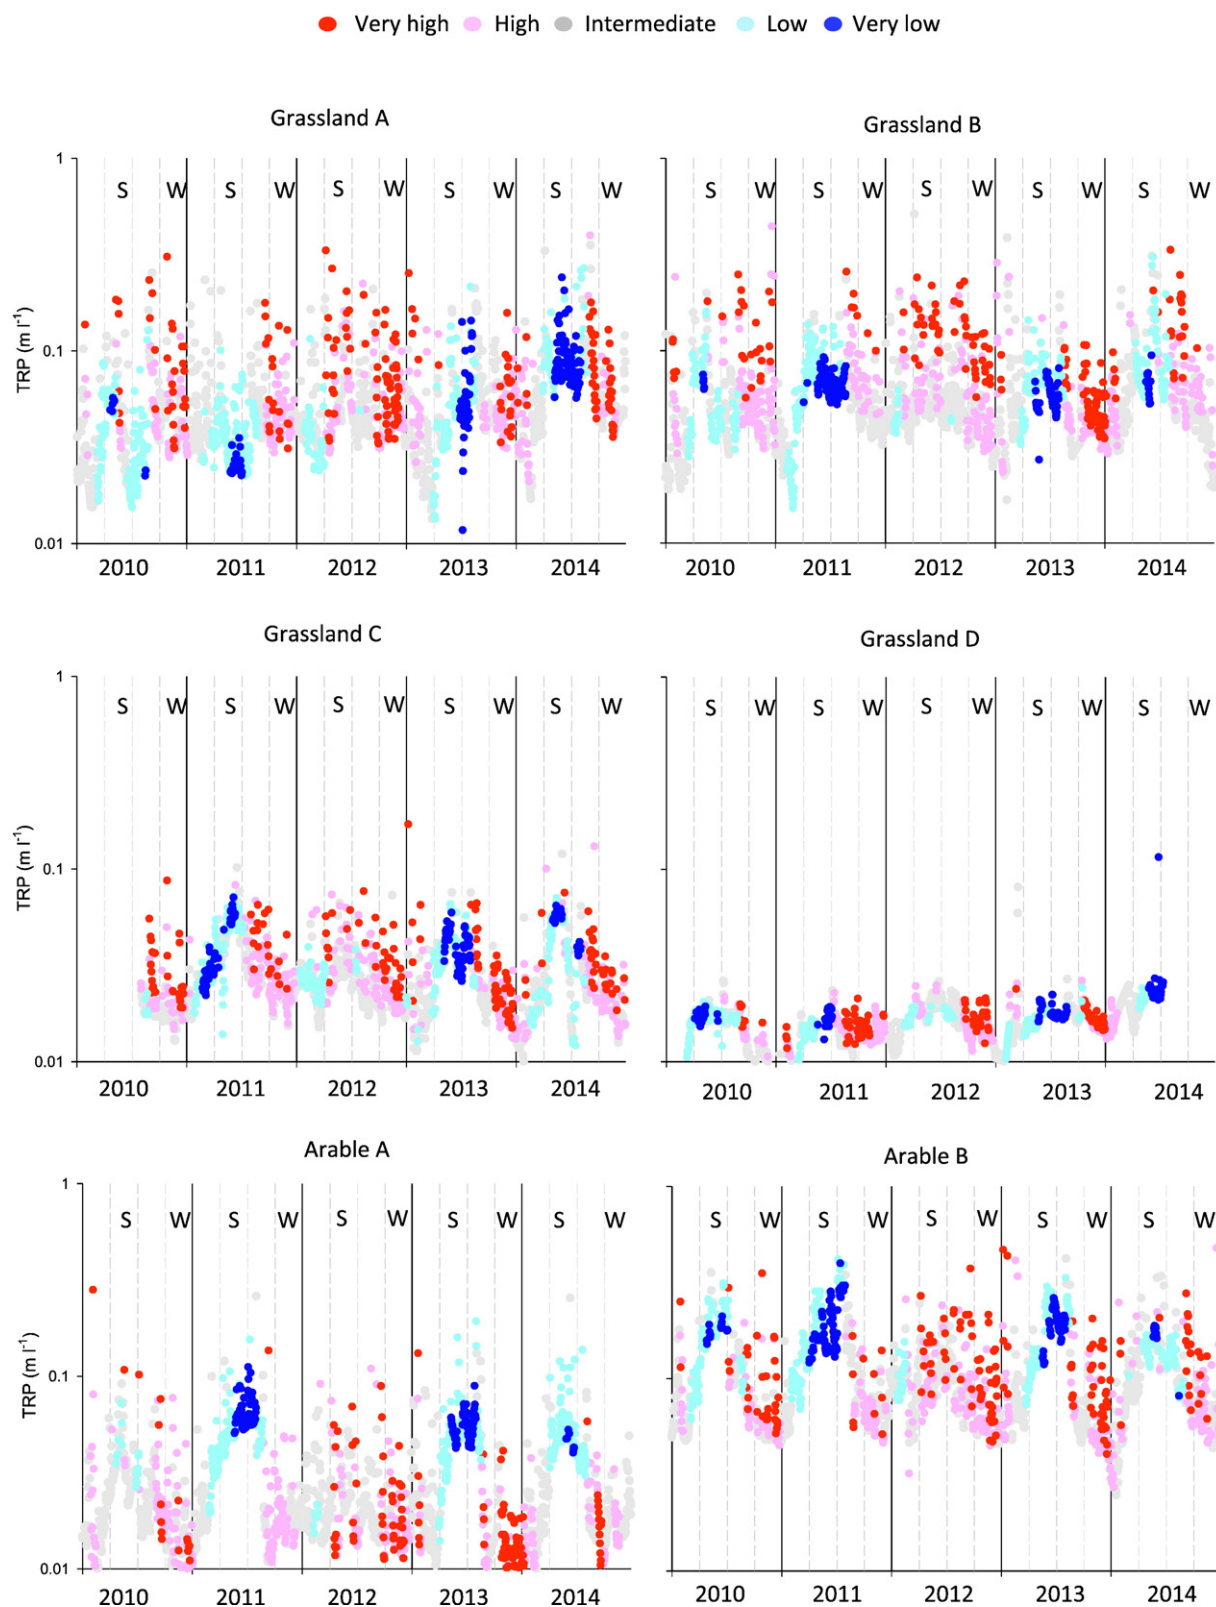 Very high High Intermediate Low Very low
Grassland A
Grassland B
1
S W S W S W S W S W
S W S W S W S W S W
TRP (m l-1)
0.1
0.01
2010 2011 2012 2013 2014
2010 2011 2012 2013 2014
Grassland C
Grassland D
1
S W S W S W S W S W
S W S W S W S W S W
TRP (m l-1)
0.1
0.01
2010 2011 2012 2013 2014
2010 2011 2012 2013 2014
Arable A
Arable B
1
S W S W S W S W S W
S W S W S W S W S W
TRP (m l-1)
0.1
0.01
2010 2011 2012 2013 2014
2010 2011 2012 2013 2014